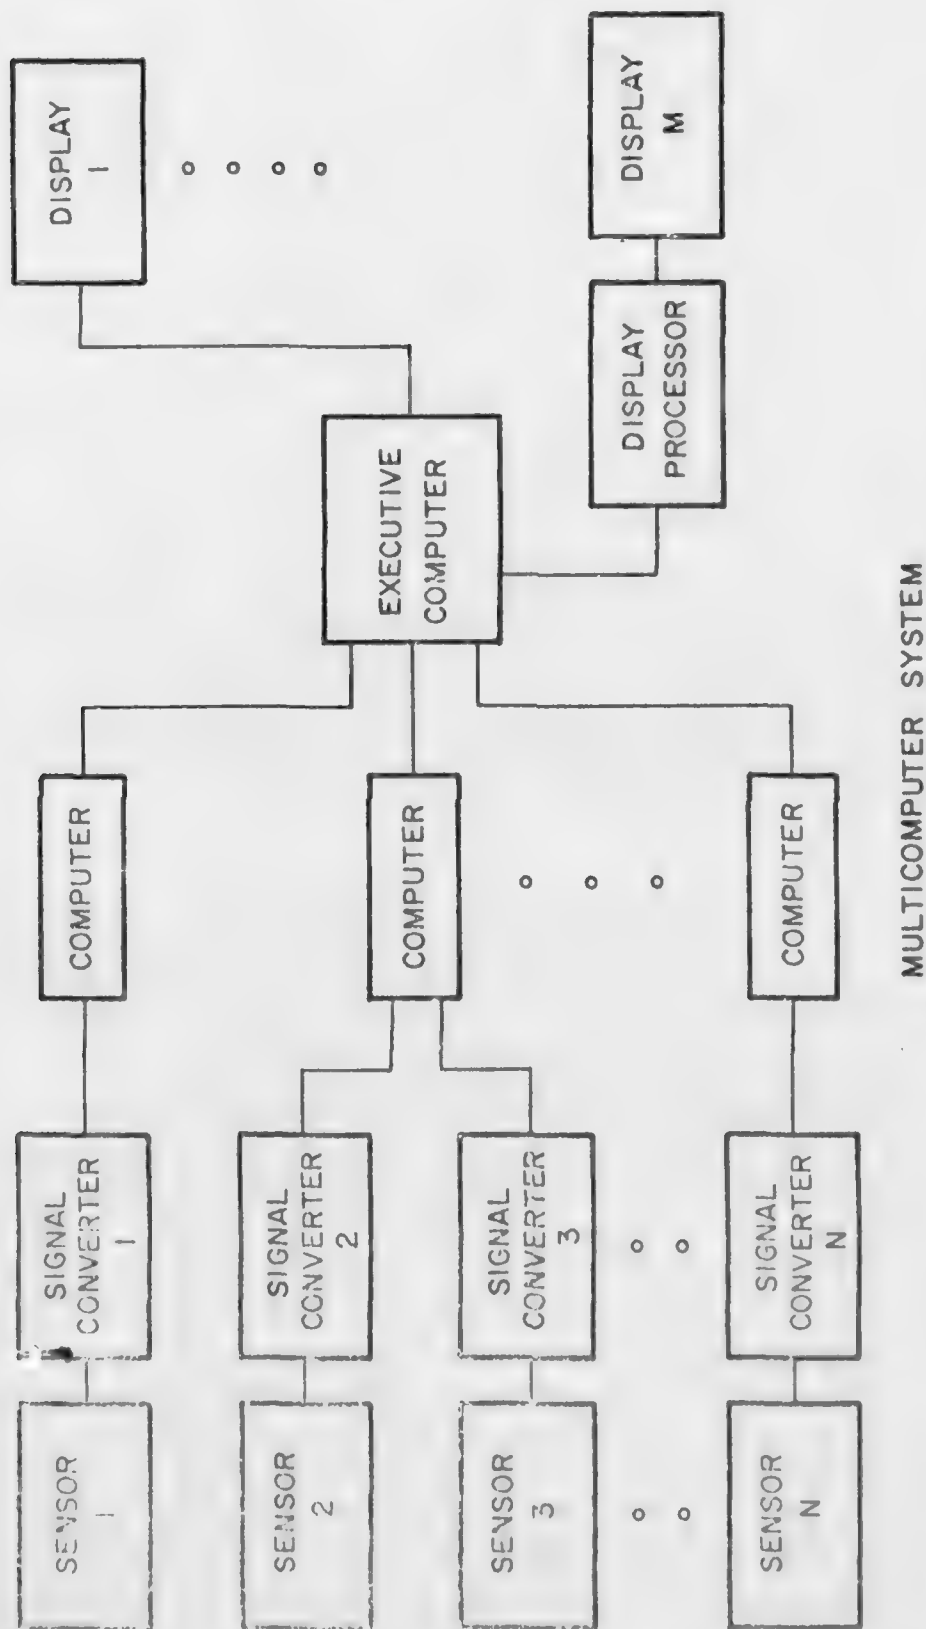 SENSOR
1
SIGNAL
CONVERTER
1
COMPUTER
DISPLAY
1
SENSOR
2
SIGNAL
CONVERTER
2
COMPUTER
EXECUTIVE
COMPUTER
SENSOR
3
SIGNAL
CONVERTER
3
DISPLAY
PROCESSOR
DISPLAY
M
SENSOR
N
SIGNAL
CONVERTER
N
COMPUTER
MULTICOMPUTER SYSTEM